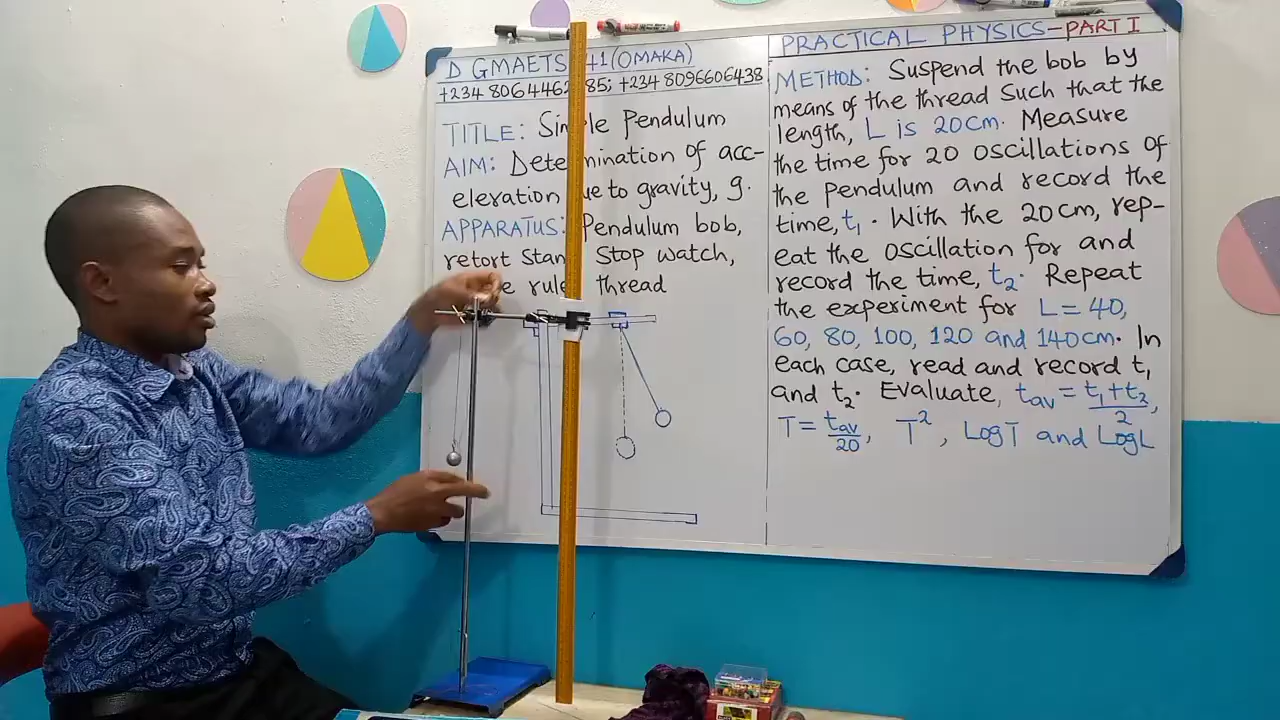 D GMAETS 41 (OMAKA)
+234 8064462 85; +234 8096606438
TITLE: Simple Pendulum
AIM: Determination of acc-
eleration due to gravity, g.
APPARATUS: Pendulum bob,
retort Stand Stop watch,
rule thread
PRACTICAL PHYSICS-PART I
METHOD: Suspend the bob by
means of the thread Such that the
length, L is 20cm. Measure
the time for 20 oscillations of
the Pendulum and record the
time, t₁. With the 20cm, rep-
eat the oscillation for and
record the time, t₂. Repeat
the experiment for L = 40,
60, 80, 100, 120 and 140cm. In
each case, read and record t₁
and t₂. Evaluate, tav = t₁+t₂/2,
T = tav/20, T², LogT and LogL